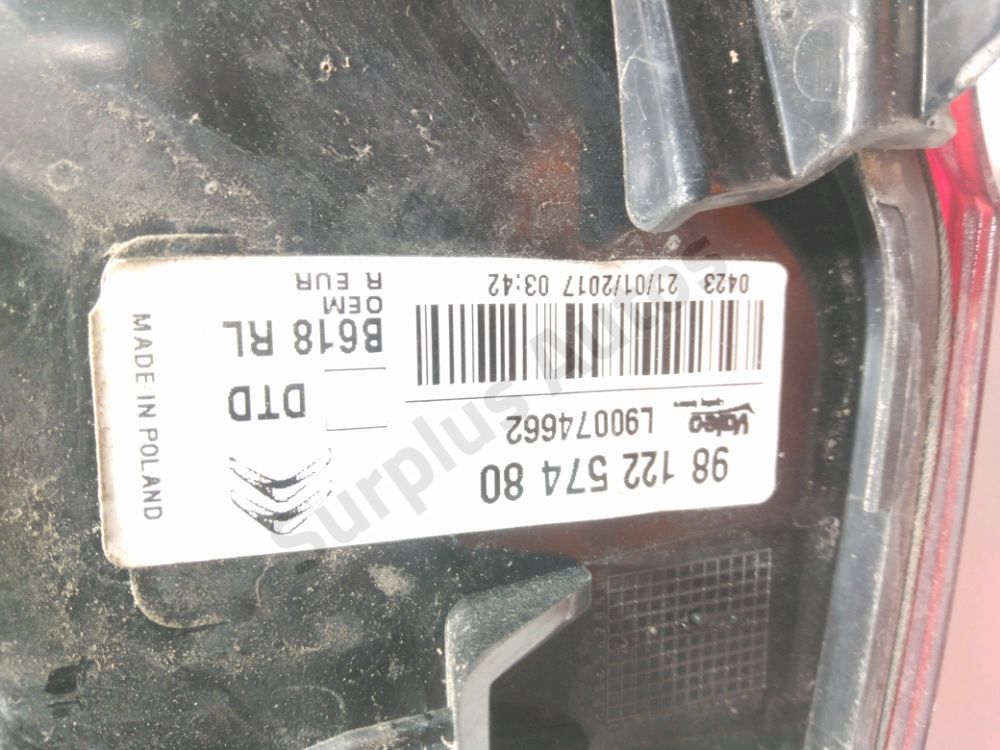 98 122 574 80
Valeo L90074662
DTD
B618 RL
OEM
R EUR
0423 21/01/2017 03:42
MADE IN POLAND
Surplus Autos